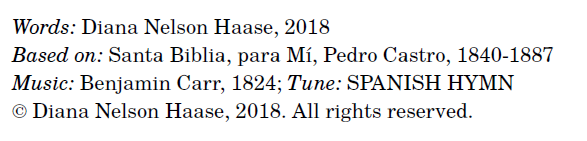 Words: Diana Nelson Haase, 2018
Based on: Santa Biblia, para Mí, Pedro Castro, 1840-1887
Music: Benjamin Carr, 1824; Tune: SPANISH HYMN
© Diana Nelson Haase, 2018. All rights reserved.